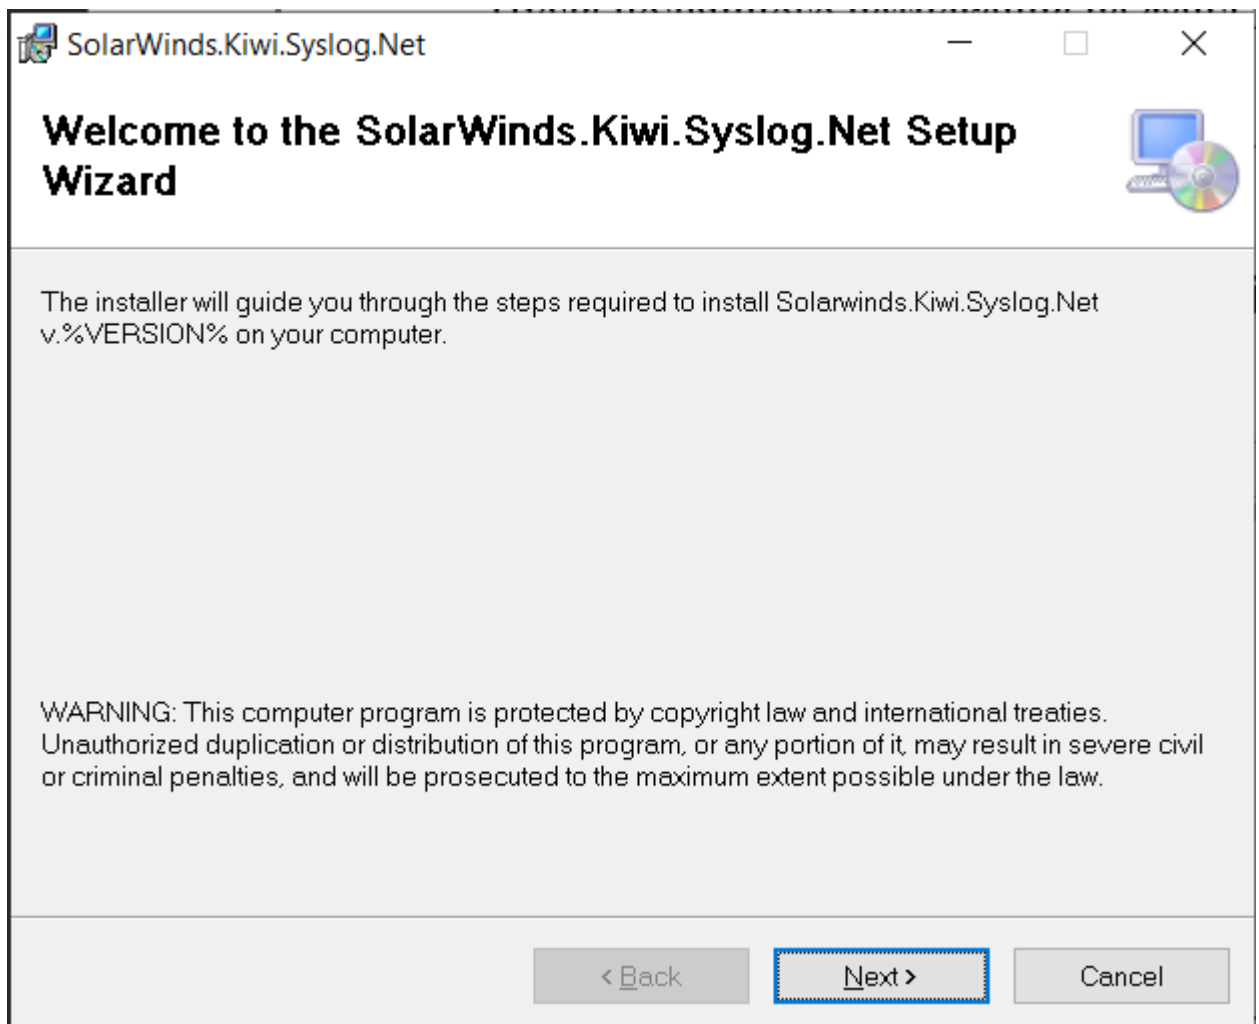 SolarWinds.Kiwi.Syslog.Net
Welcome to the SolarWinds.Kiwi.Syslog.Net Setup
Wizard
The installer will guide you through the steps required to install Solarwinds.Kiwi.Syslog.Net
v.%VERSION% on your computer.
WARNING: This computer program is protected by copyright law and international treaties.
Unauthorized duplication or distribution of this program, or any portion of it, may result in severe civil
or criminal penalties, and will be prosecuted to the maximum extent possible under the law.
< Back
Next >
Cancel